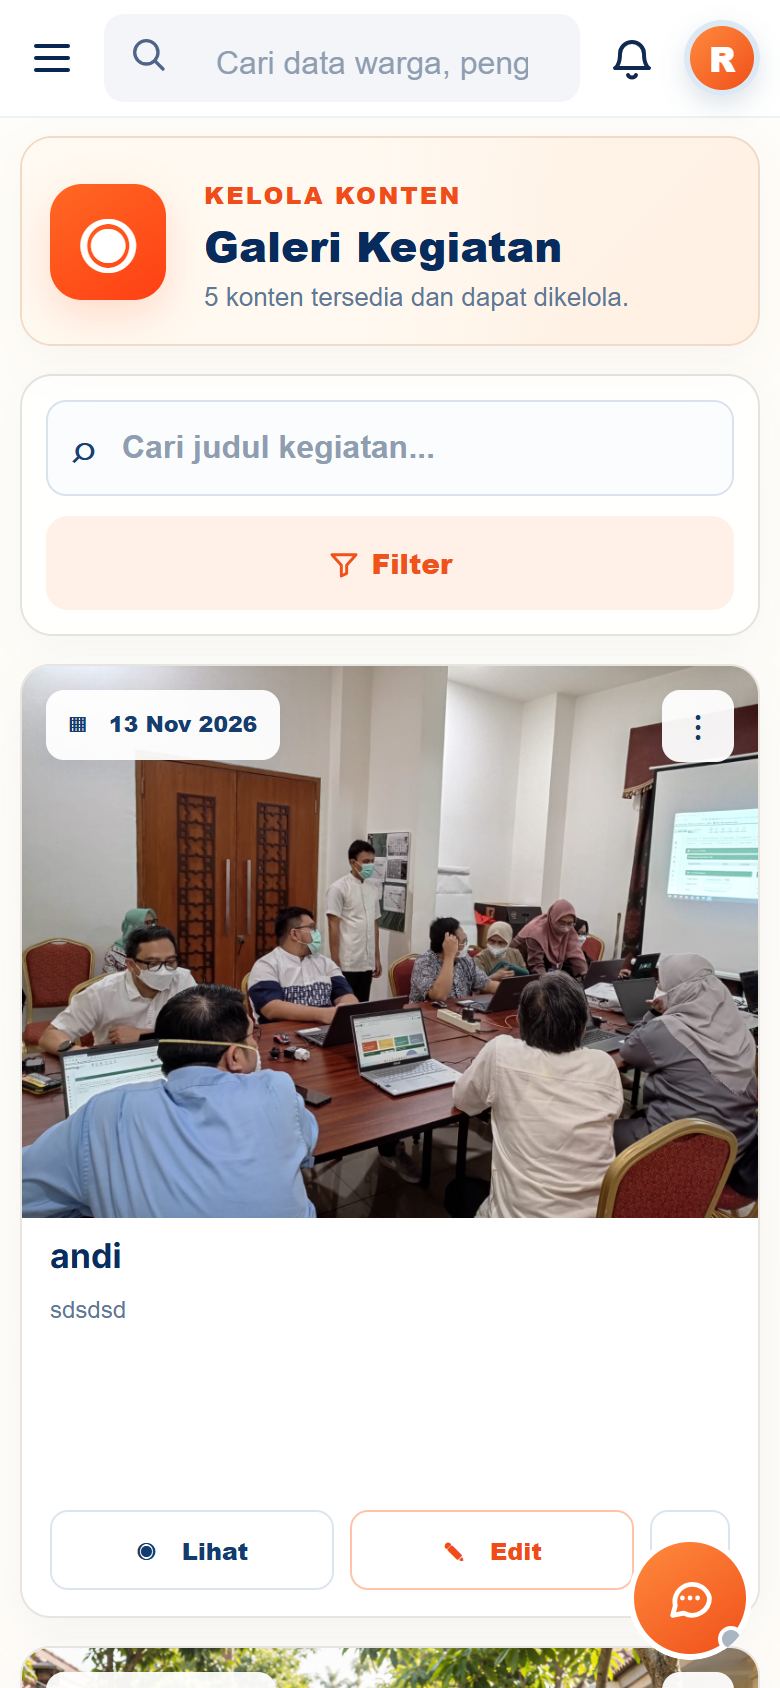 Cari data warga, peng
R
KELOLA KONTEN
Galeri Kegiatan
5 konten tersedia dan dapat dikelola.
Cari judul kegiatan...
Filter
13 Nov 2026
andi
sdsdsd
Lihat
Edit